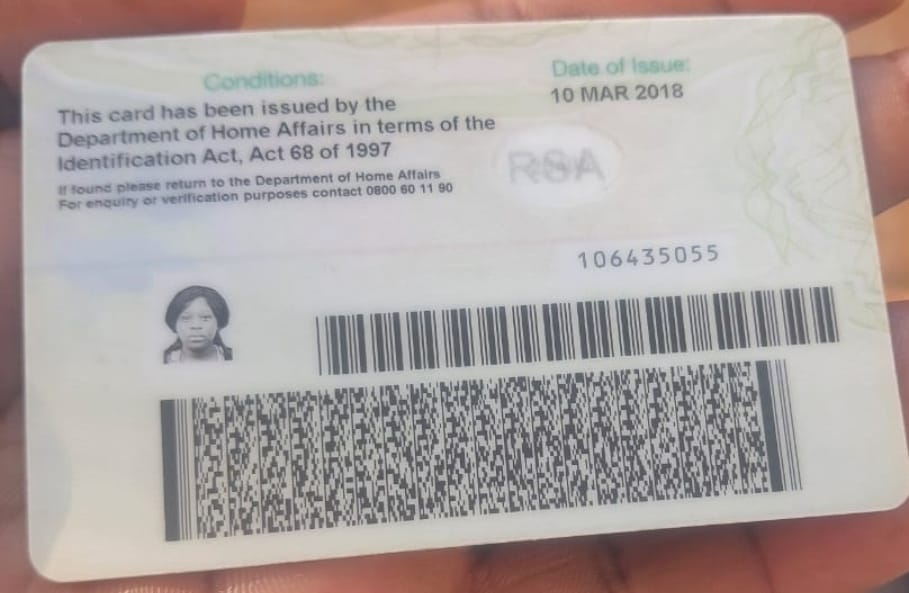 Conditions:
This card has been issued by the
Department of Home Affairs in terms of the
Identification Act, Act 68 of 1997
If found please return to the Department of Home Affairs
For enquiry or verification purposes contact 0800 60 11 90
Date of Issue:
10 MAR 2018
RSA
106435055